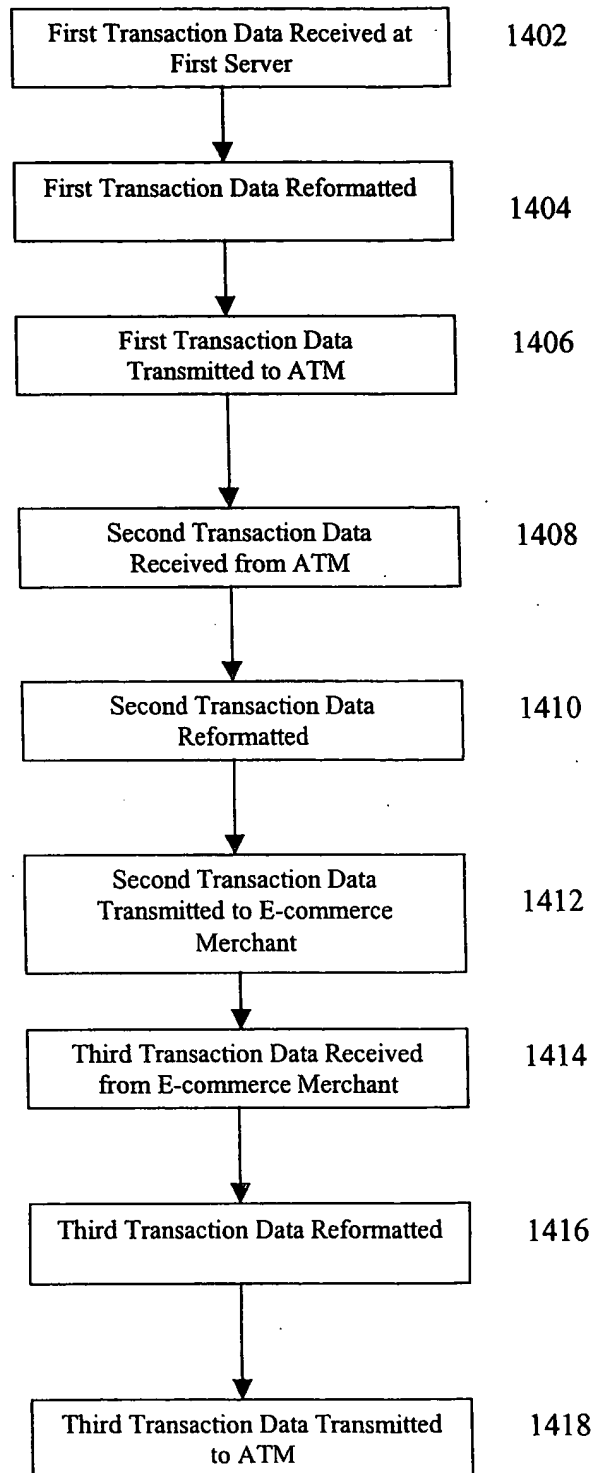 First Transaction Data Received at
First Server
1402
First Transaction Data Reformatted
1404
First Transaction Data
Transmitted to ATM
1406
Second Transaction Data
Received from ATM
1408
Second Transaction Data
Reformatted
1410
Second Transaction Data
Transmitted to E-commerce
Merchant
1412
Third Transaction Data Received
from E-commerce Merchant
1414
Third Transaction Data Reformatted
1416
Third Transaction Data Transmitted
to ATM
1418